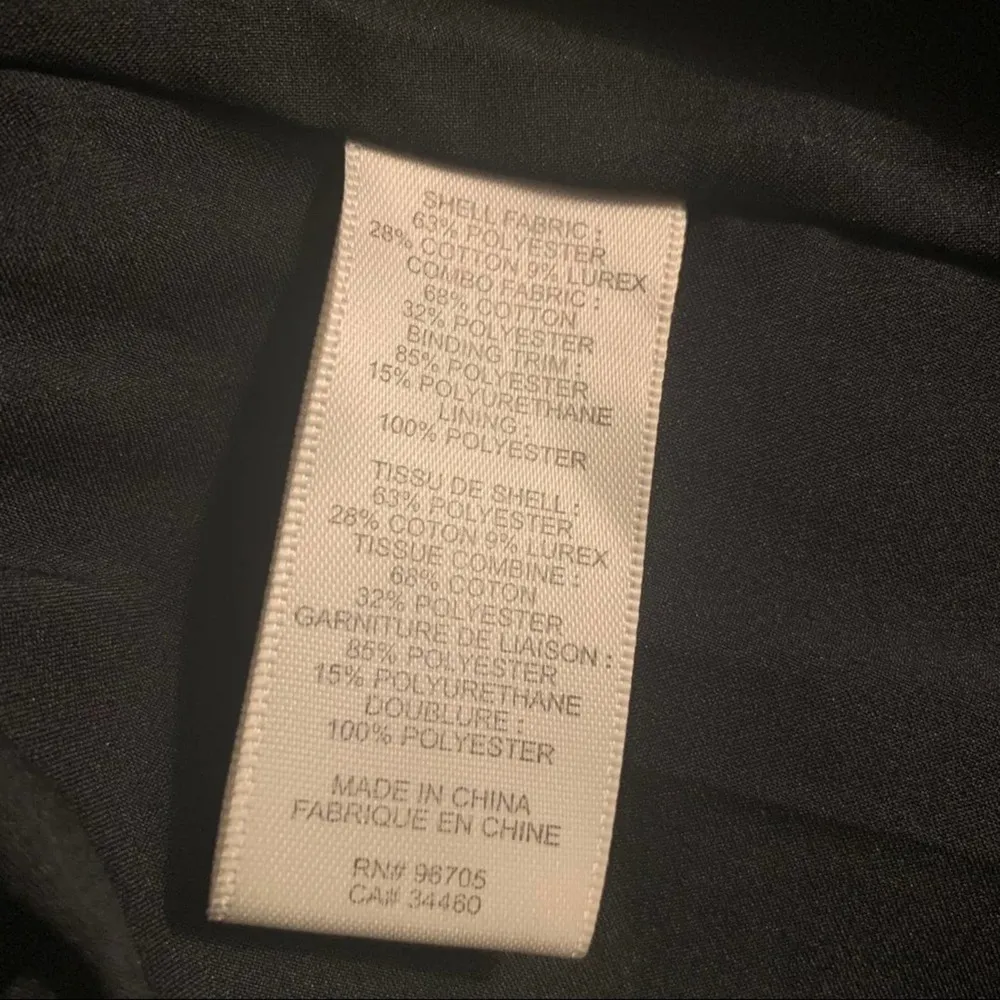 SHELL FABRIC :
63% POLYESTER
28% COTTON 9% LUREX
COMBO FABRIC :
68% COTTON
32% POLYESTER
BINDING TRIM :
85% POLYESTER
15% POLYURETHANE
LINING :
100% POLYESTER
TISSU DE SHELL :
63% POLYESTER
28% COTON 9% LUREX
TISSUE COMBINE :
68% COTON
32% POLYESTER
GARNITURE DE LIAISON :
85% POLYESTER
15% POLYURETHANE
DOUBLURE :
100% POLYESTER
MADE IN CHINA
FABRIQUE EN CHINE
RN# 96705
CA# 34460